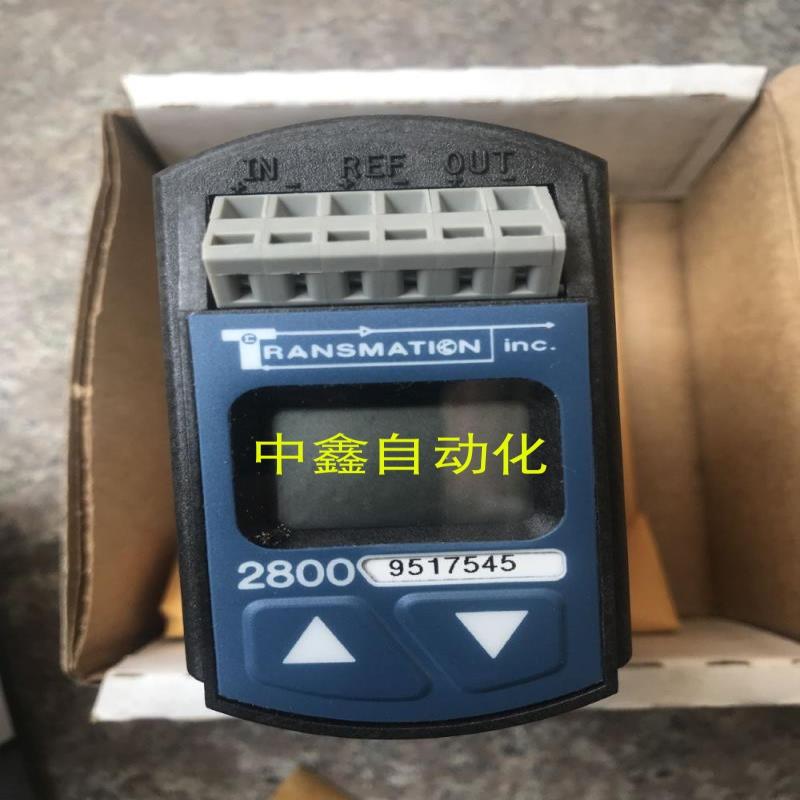 IN REF OUT
+ - + - + -
TRANSMATION inc.
中鑫自动化
2800 9517545